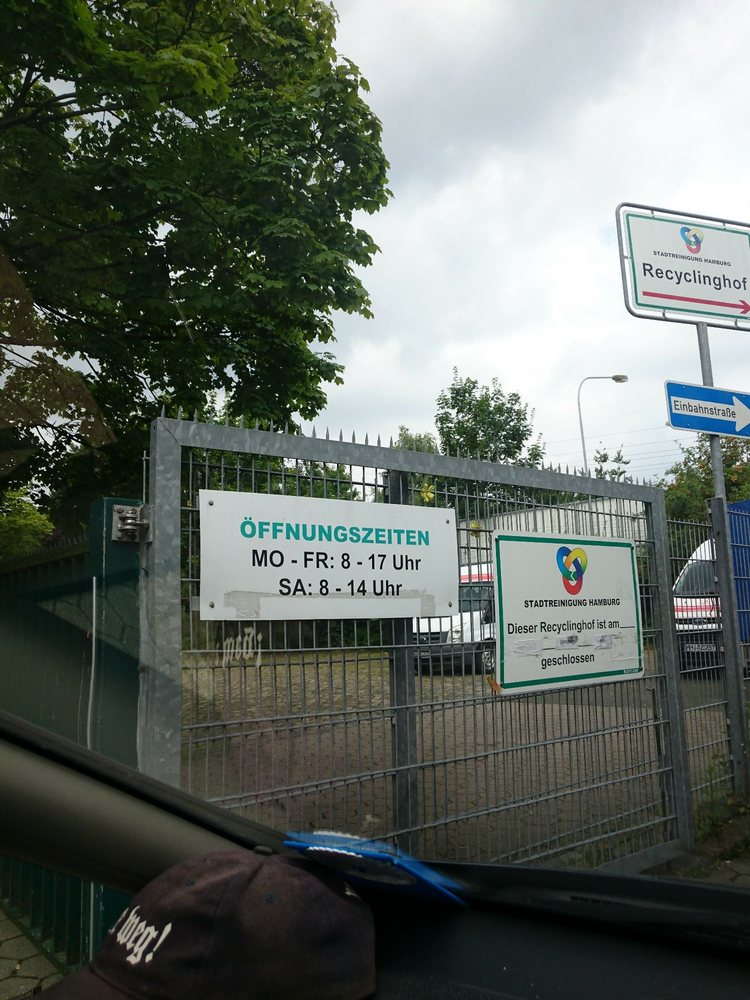 STADTREINIGUNG HAMBURG
Recyclinghof
Einbahnstraße
ÖFFNUNGSZEITEN
MO - FR: 8 - 17 Uhr
SA: 8 - 14 Uhr
STADTREINIGUNG HAMBURG
Dieser Recyclinghof ist am
geschlossen
weg!